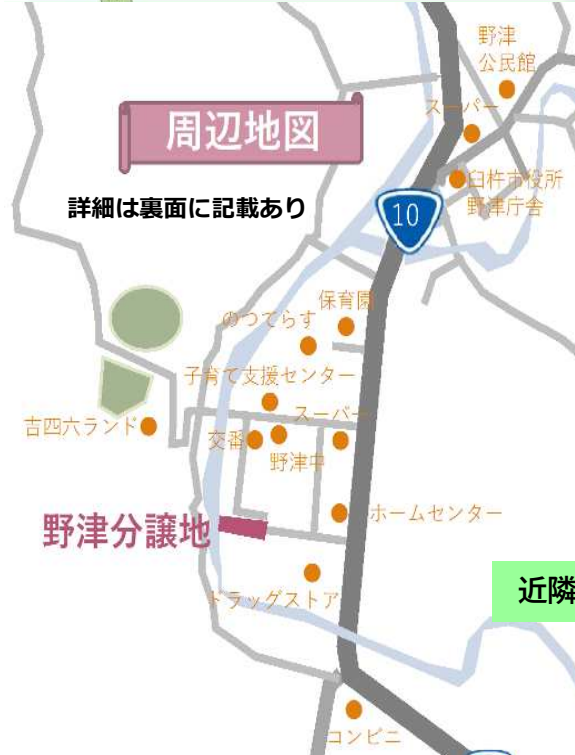 野津
公民館
スーパー
周辺地図
臼杵市役所
野津庁舎
詳細は裏面に記載あり
10
保育園
のつてらす
子育て支援センター
スーパー
吉四六ランド
交番
野津中
ホームセンター
野津分譲地
近隣
ドラッグストア
コンビニ